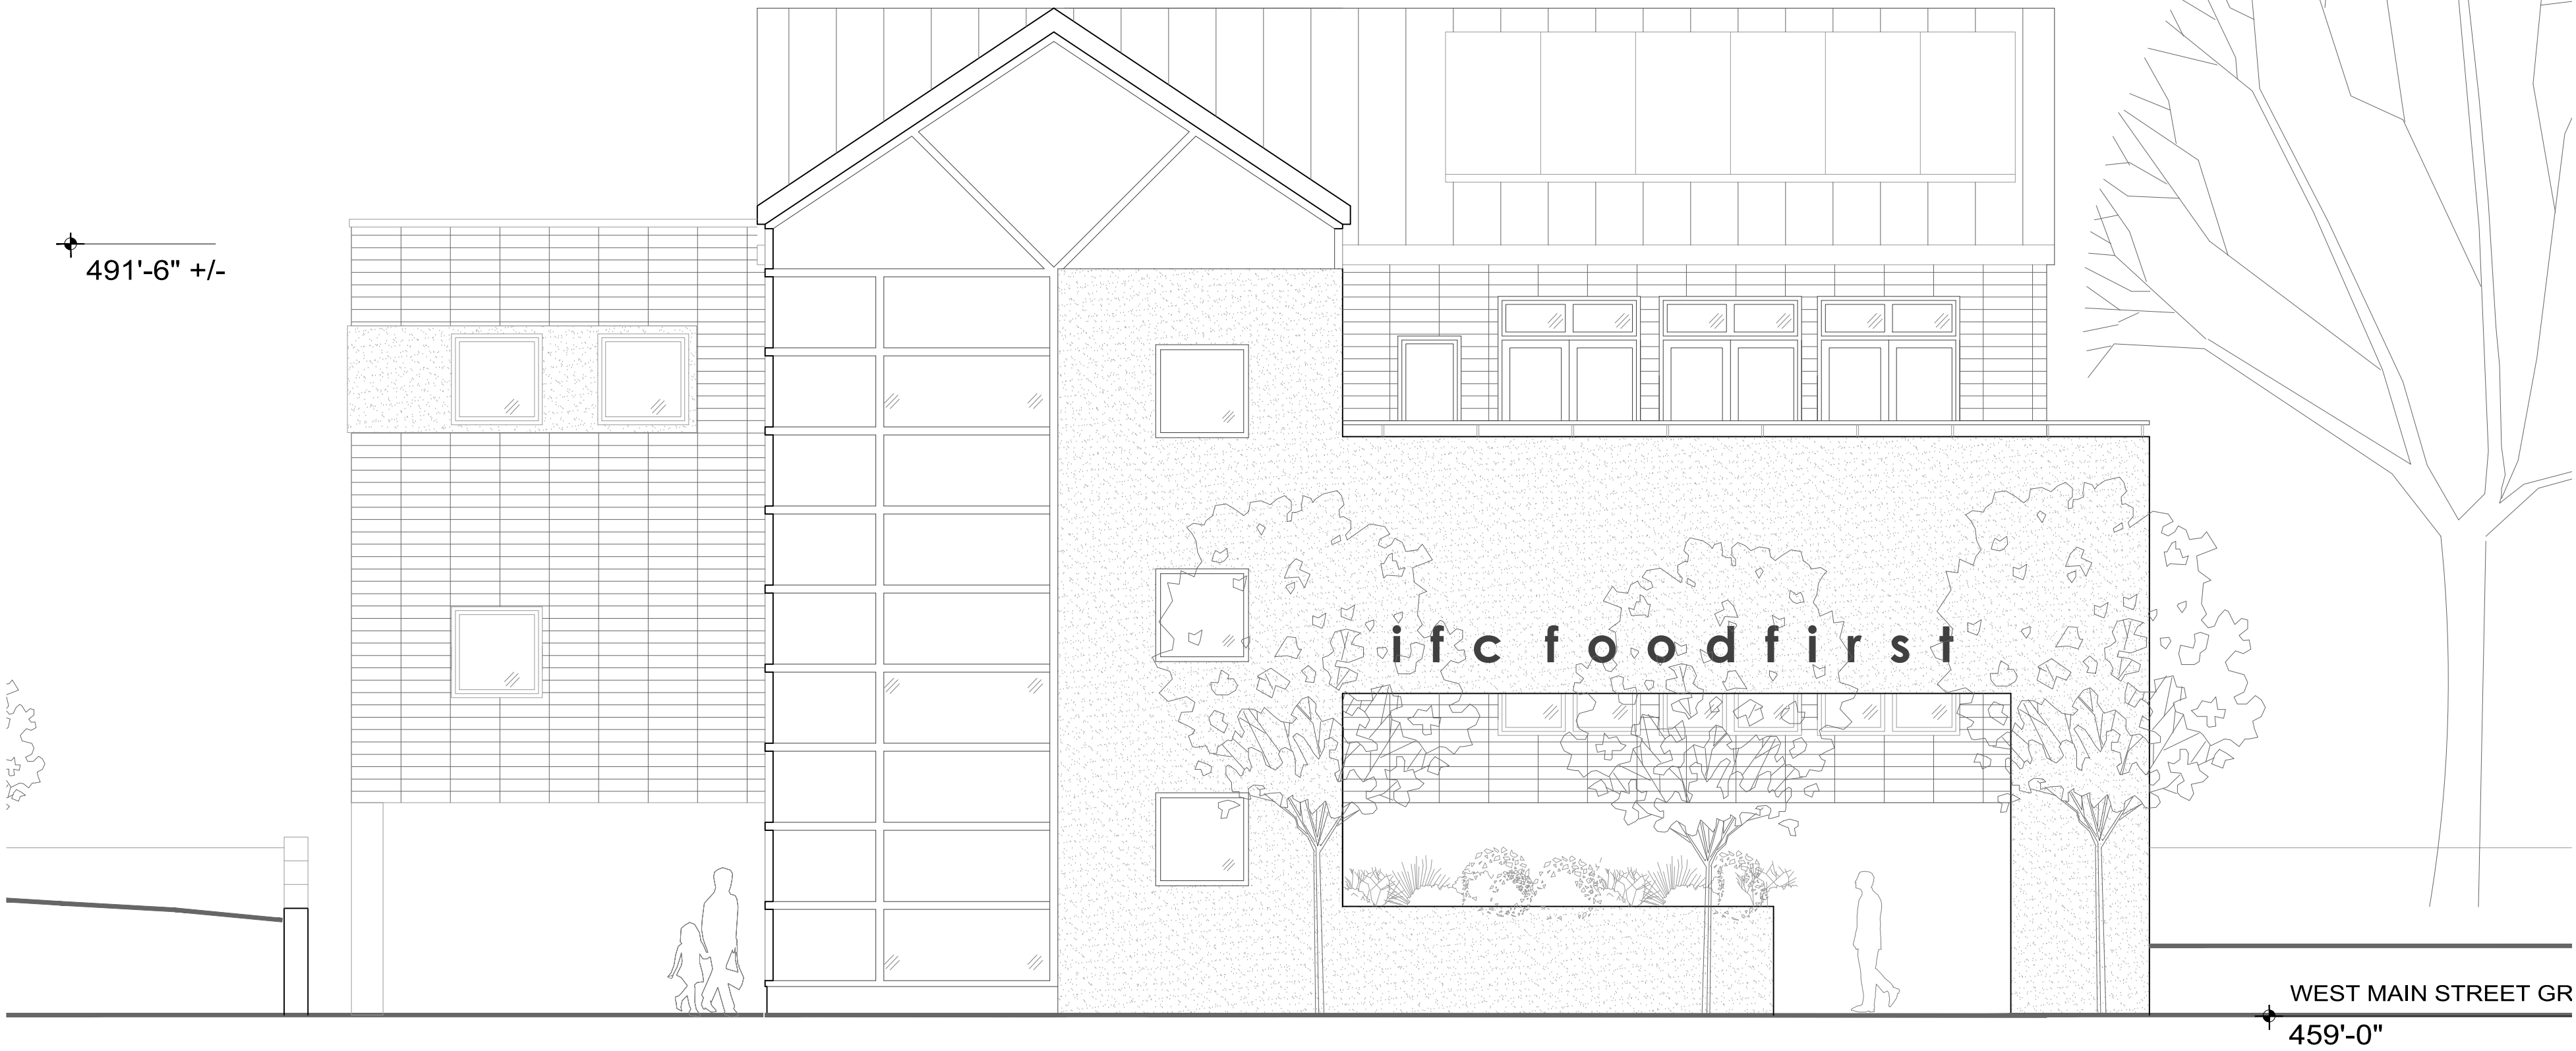 491'-6" +/-
ifc foodfirst
WEST MAIN STREET GR
459'-0"